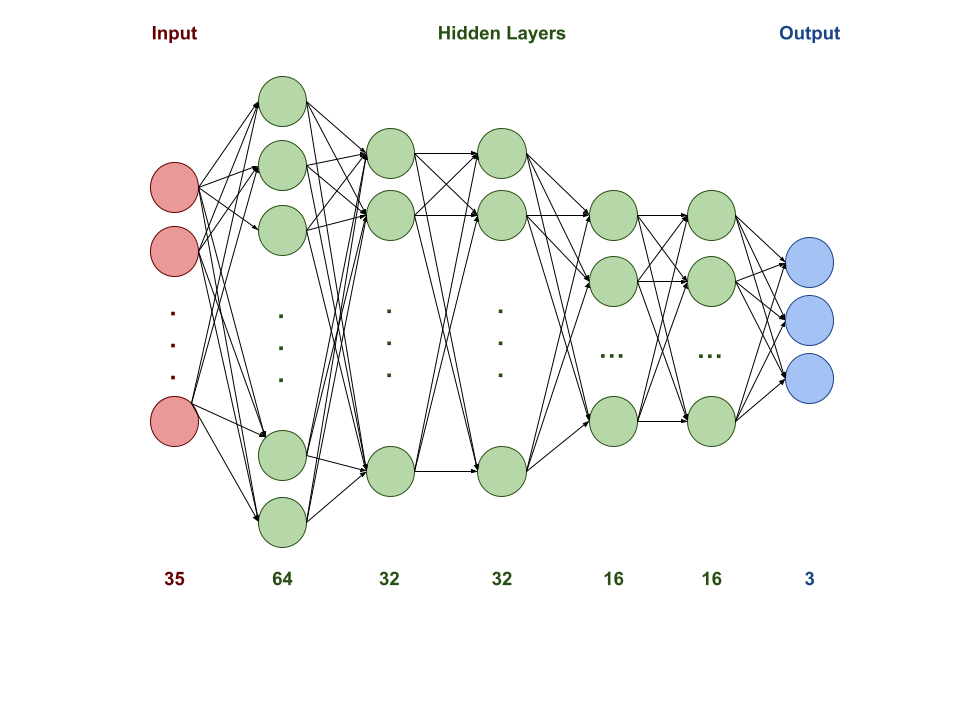 Input Hidden Layers Output
... ...
35 64 32 32 16 16 3